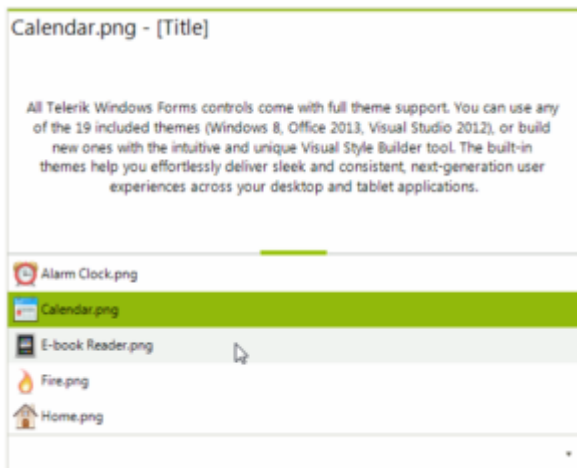 Calendar.png - [Title]
All Telerik Windows Forms controls come with full theme support. You can use any
of the 19 included themes (Windows 8, Office 2013, Visual Studio 2012), or build
new ones with the intuitive and unique Visual Style Builder tool. The built-in
themes help you effortlessly deliver sleek and consistent, next-generation user
experiences across your desktop and tablet applications.
Alarm Clock.png
Calendar.png
E-book Reader.png
Fire.png
Home.png